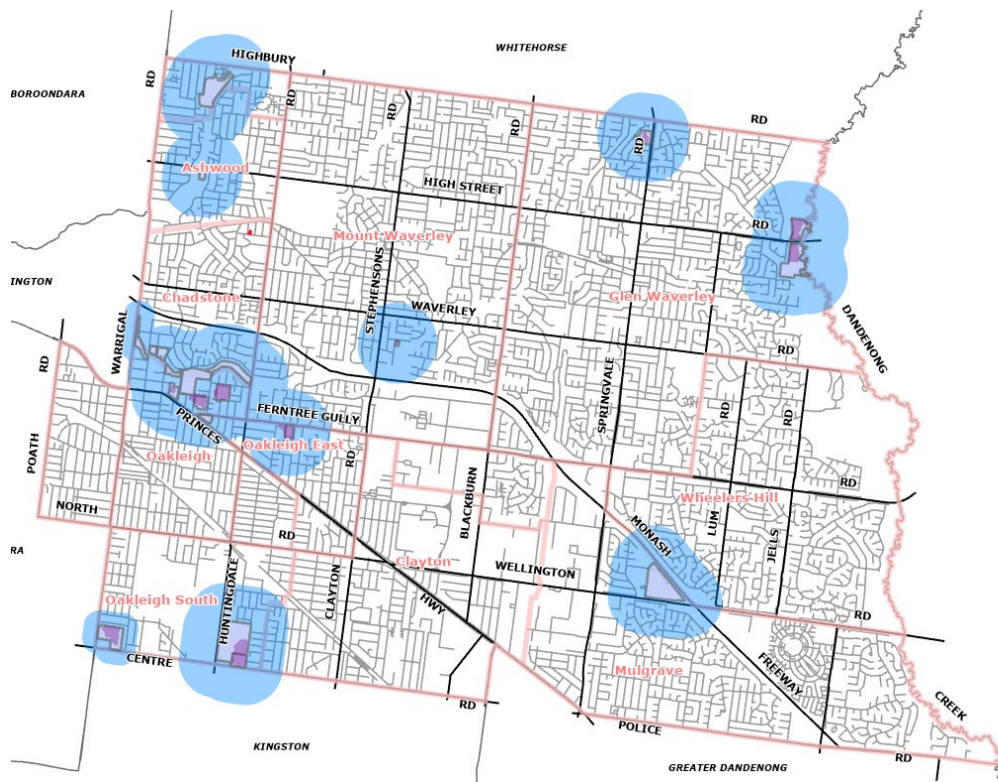 WHITEHORSE
HIGHBURY
RD
BOROONDARA
RD
RD
RD
RD
RD
RD
Ashwood
HIGH STREET
RD
Mount Waverley
STEPHENSONS
INGTON
Chadstone
WAVERLEY
Glen Waverley
DANDENONG
WARRIGAL
RD
RD
SPRINGVALE
RD
RD
FERNTREE GULLY
PRINCES
Oakleigh East
POATH
Oakleigh
RD
RD
BLACKBURN
Wheelers Hill
NORTH
RD
MONASH
LUM
JELLS
RA
Clayton
WELLINGTON
HUNTINGDALE
CLAYTON
Oakleigh South
HWY
RD
CENTRE
Mulgrave
FREEWAY
CREEK
RD
POLICE
KINGSTON
RD
GREATER DANDENONG